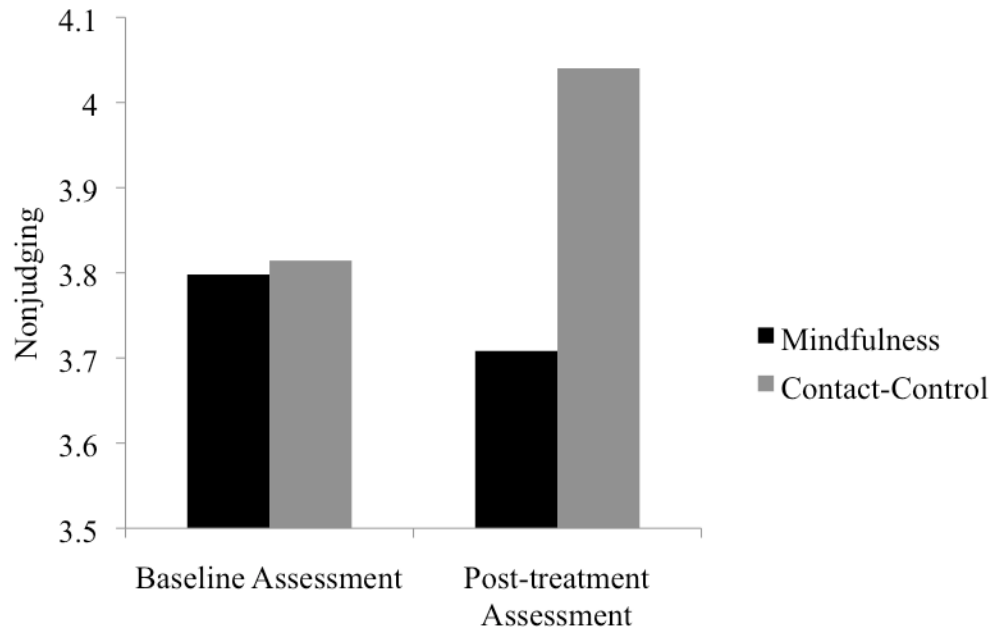 4.1
4
3.9
3.8
3.7
3.6
3.5
Nonjudging
Baseline Assessment
Post-treatment
Assessment
Mindfulness
Contact-Control